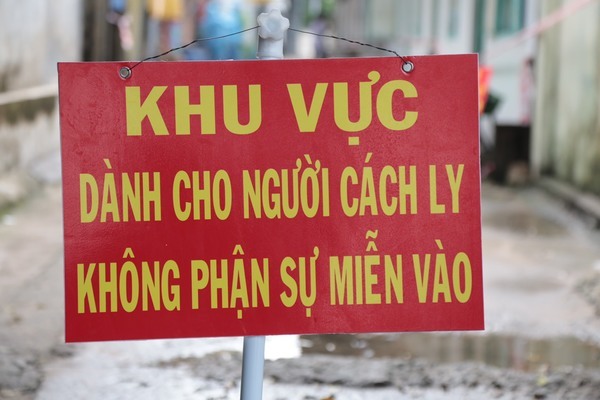 KHU VỰC
DÀNH CHO NGƯỜI CÁCH LY
KHÔNG PHẬN SỰ MIỄN VÀO